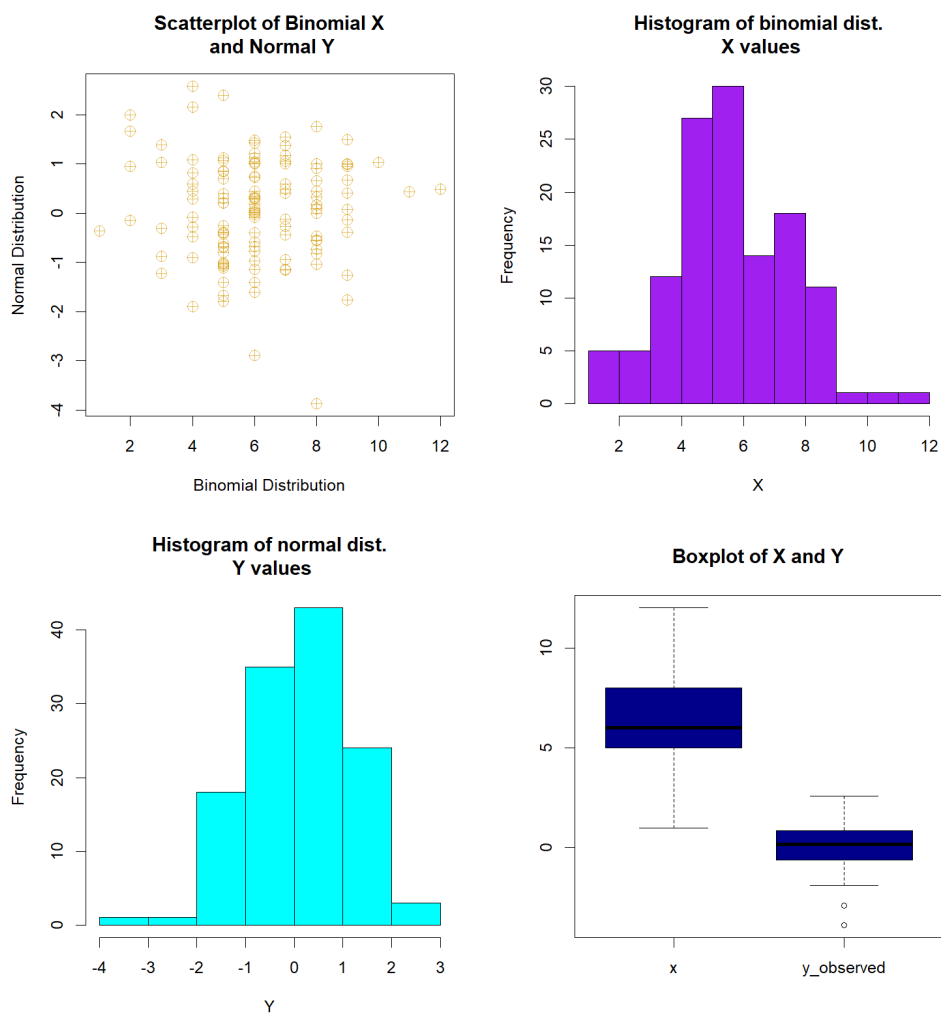 Scatterplot of Binomial X
and Normal Y
2
1
0
-1
-2
-3
-4
Normal Distribution
2 4 6 8 10 12
Binomial Distribution
Histogram of binomial dist.
X values
30
25
20
15
10
5
0
Frequency
2 4 6 8 10 12
X
Histogram of normal dist.
Y values
40
30
20
10
0
Frequency
-4 -3 -2 -1 0 1 2 3
Y
Boxplot of X and Y
10
5
0
x y_observed